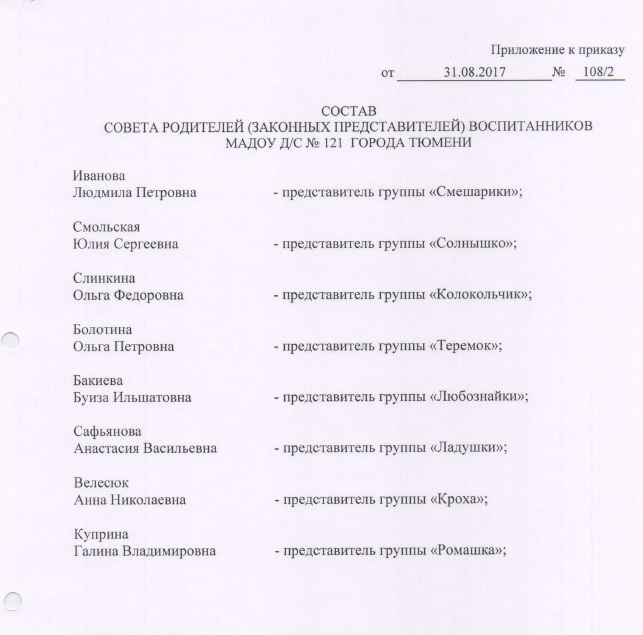 Приложение к приказу
от 31.08.2017 № 108/2
СОСТАВ
СОВЕТА РОДИТЕЛЕЙ (ЗАКОННЫХ ПРЕДСТАВИТЕЛЕЙ) ВОСПИТАННИКОВ
МАДОУ Д/С № 121 ГОРОДА ТЮМЕНИ
Иванова
Людмила Петровна - представитель группы «Смешарики»;
Смольская
Юлия Сергеевна - представитель группы «Солнышко»;
Слинкина
Ольга Федоровна - представитель группы «Колокольчик»;
Болотина
Ольга Петровна - представитель группы «Теремок»;
Бакиева
Буиза Ильшатовна - представитель группы «Любознайки»;
Сафьянова
Анастасия Васильевна - представитель группы «Ладушки»;
Велесюк
Анна Николаевна - представитель группы «Кроха»;
Куприна
Галина Владимировна - представитель группы «Ромашка»;